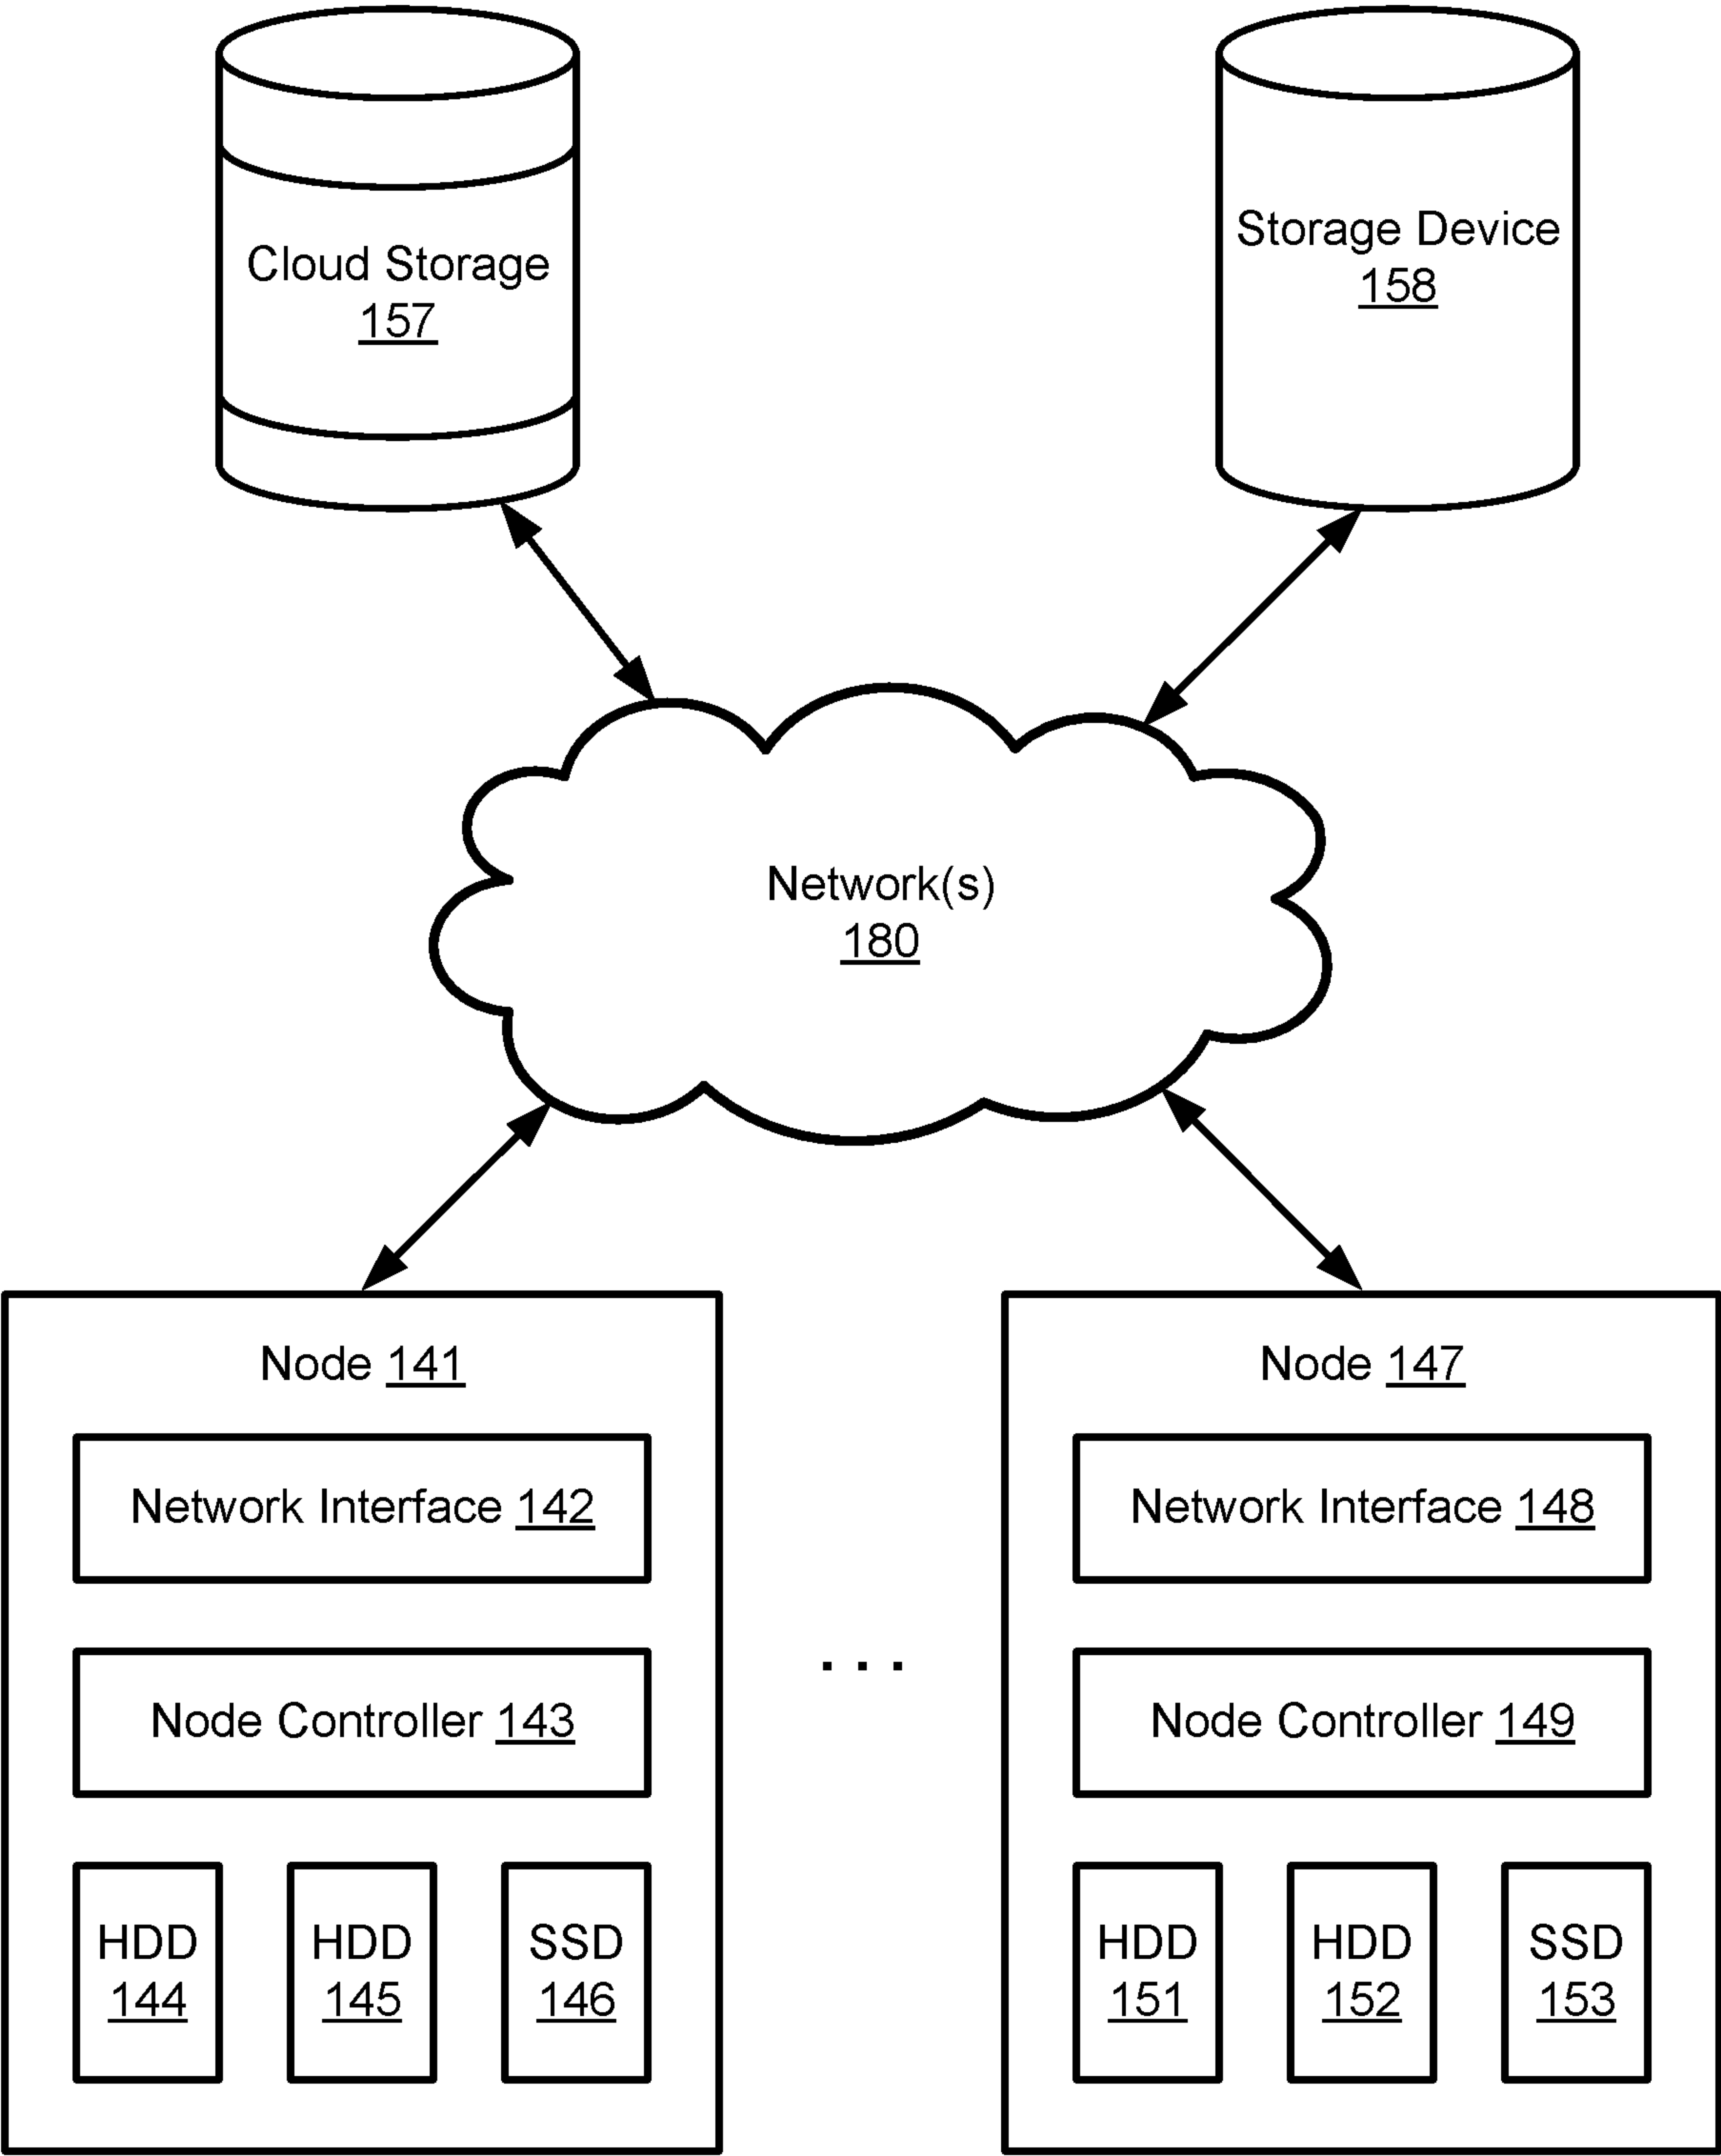 Cloud Storage
157
Storage Device
158
Network(s)
180
Node 141
Network Interface 142
Node Controller 143
HDD
144
HDD
145
SSD
146
. . .
Node 147
Network Interface 148
Node Controller 149
HDD
151
HDD
152
SSD
153